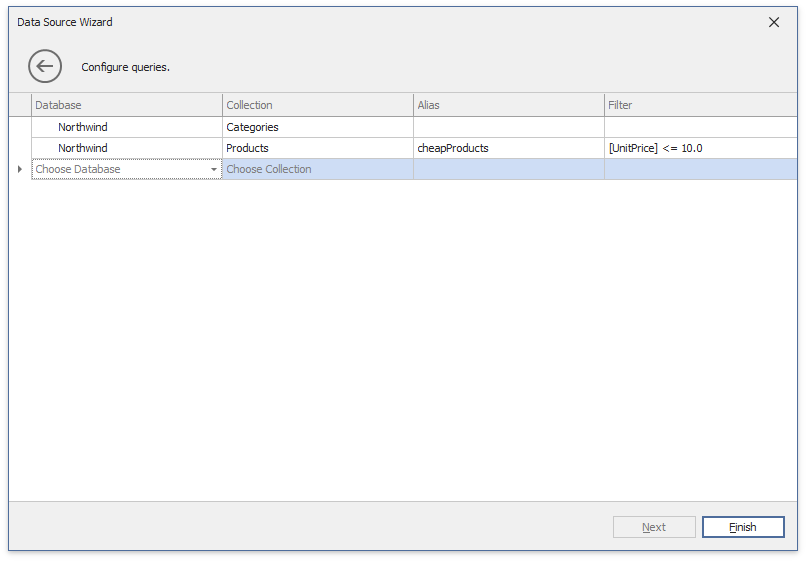 Data Source Wizard
Configure queries.
Database Collection Alias Filter
Northwind Categories
Northwind Products cheapProducts [UnitPrice] <= 10.0
Choose Database Choose Collection
Next Finish